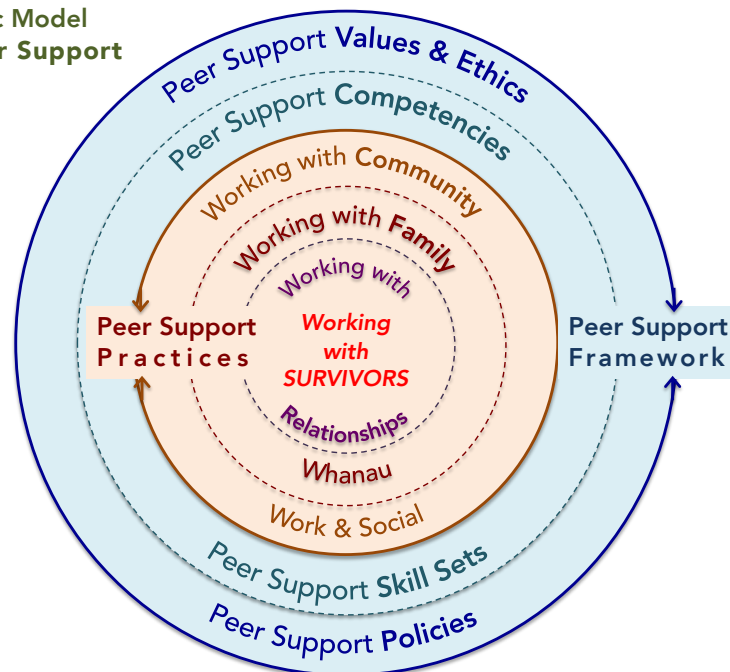 Model
Support
Peer Support Values & Ethics
Peer Support Competencies
Working with Community
Working with Family
Working with
Working
with
SURVIVORS
Relationships
Whanau
Work & Social
Peer Support Skill Sets
Peer Support Policies
Peer Support
Practices
Peer Support
Framework